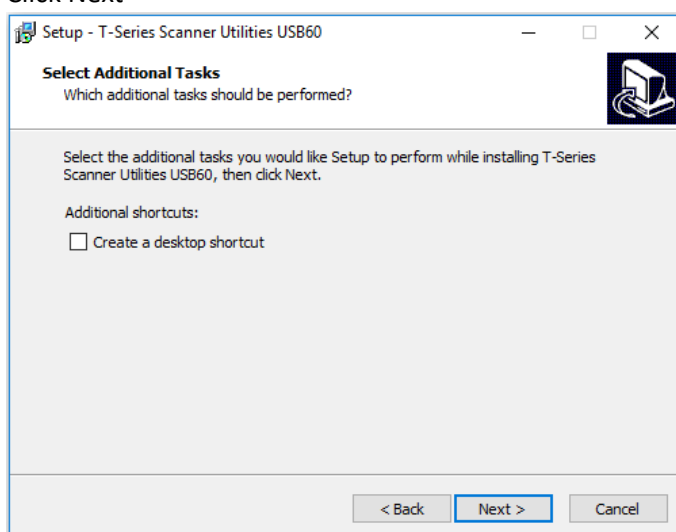 Click Next
Setup - T-Series Scanner Utilities USB60
Select Additional Tasks
Which additional tasks should be performed?
Select the additional tasks you would like Setup to perform while installing T-Series
Scanner Utilities USB60, then click Next.
Additional shortcuts:
Create a desktop shortcut
< Back Next > Cancel